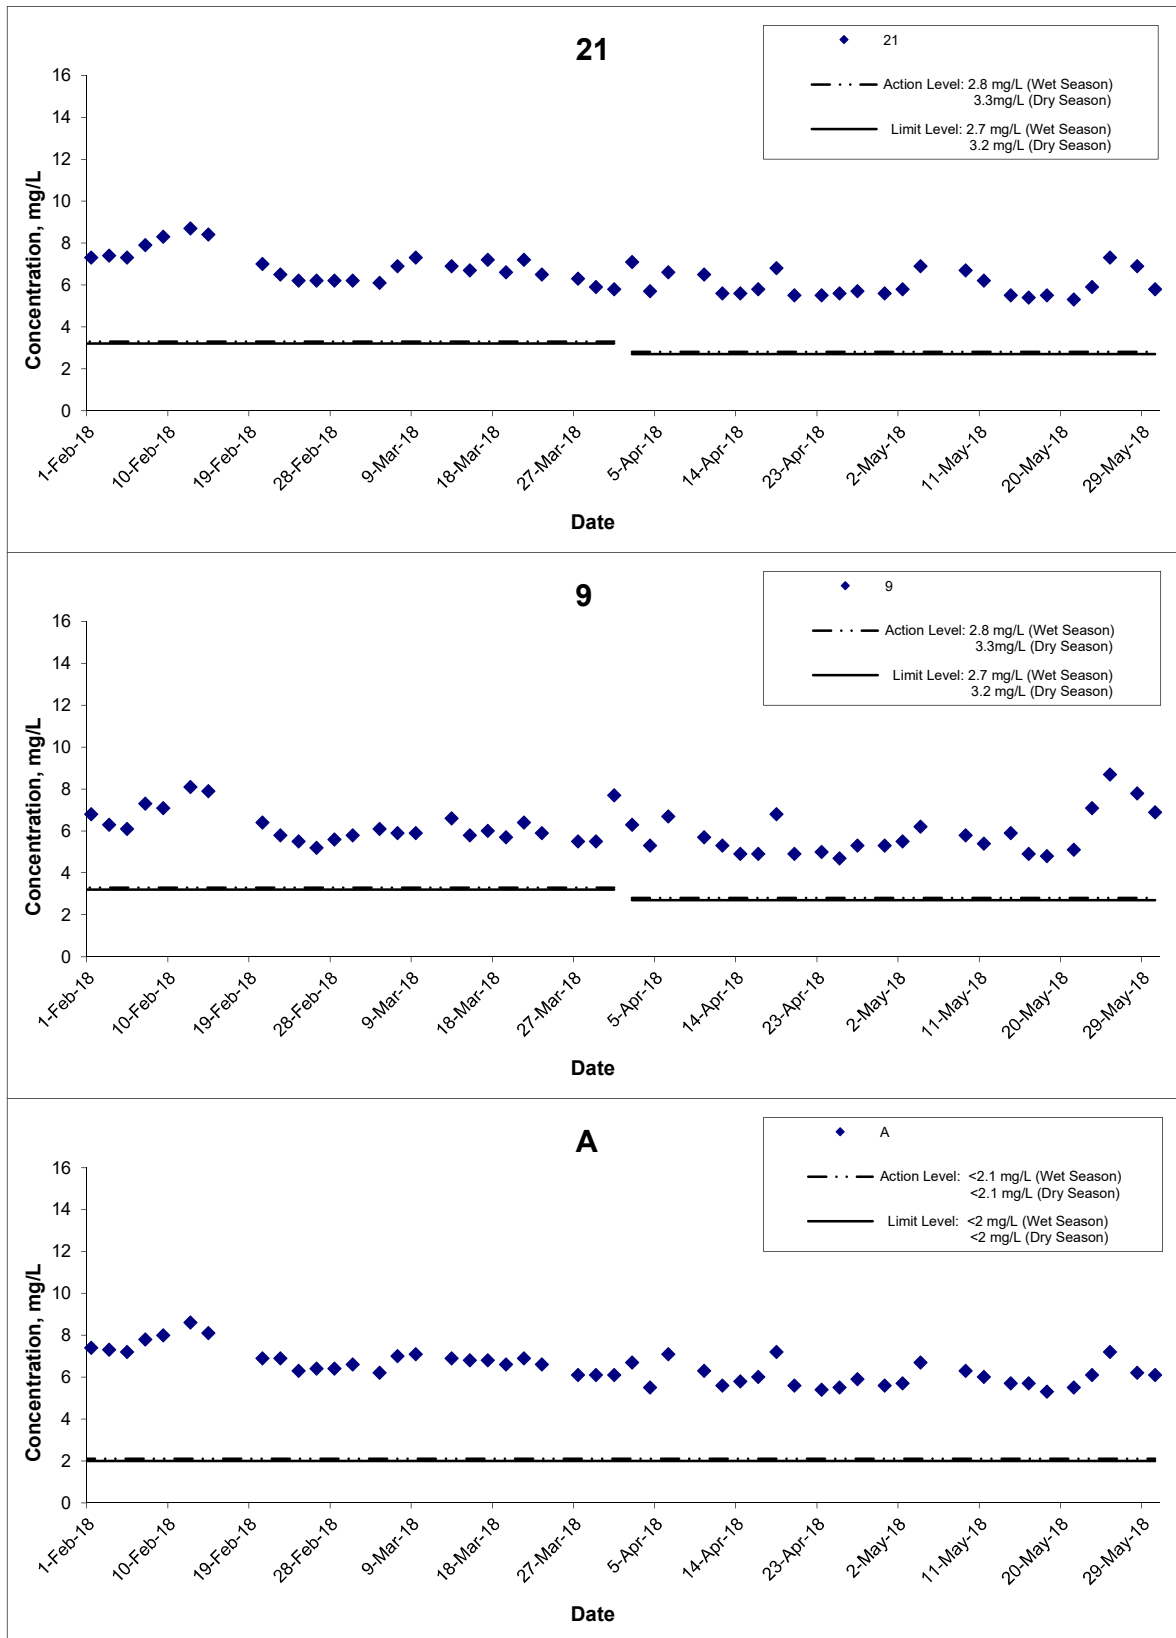 21
21
Action Level: 2.8 mg/L (Wet Season)
3.3mg/L (Dry Season)
Limit Level: 2.7 mg/L (Wet Season)
3.2 mg/L (Dry Season)
Concentration, mg/L
16
14
12
10
8
6
4
2
0
1-Feb-18
10-Feb-18
19-Feb-18
28-Feb-18
9-Mar-18
18-Mar-18
27-Mar-18
5-Apr-18
14-Apr-18
23-Apr-18
2-May-18
11-May-18
20-May-18
29-May-18
Date
9
9
Action Level: 2.8 mg/L (Wet Season)
3.3mg/L (Dry Season)
Limit Level: 2.7 mg/L (Wet Season)
3.2 mg/L (Dry Season)
Concentration, mg/L
16
14
12
10
8
6
4
2
0
1-Feb-18
10-Feb-18
19-Feb-18
28-Feb-18
9-Mar-18
18-Mar-18
27-Mar-18
5-Apr-18
14-Apr-18
23-Apr-18
2-May-18
11-May-18
20-May-18
29-May-18
Date
A
A
Action Level: <2.1 mg/L (Wet Season)
<2.1 mg/L (Dry Season)
Limit Level: <2 mg/L (Wet Season)
<2 mg/L (Dry Season)
Concentration, mg/L
16
14
12
10
8
6
4
2
0
1-Feb-18
10-Feb-18
19-Feb-18
28-Feb-18
9-Mar-18
18-Mar-18
27-Mar-18
5-Apr-18
14-Apr-18
23-Apr-18
2-May-18
11-May-18
20-May-18
29-May-18
Date